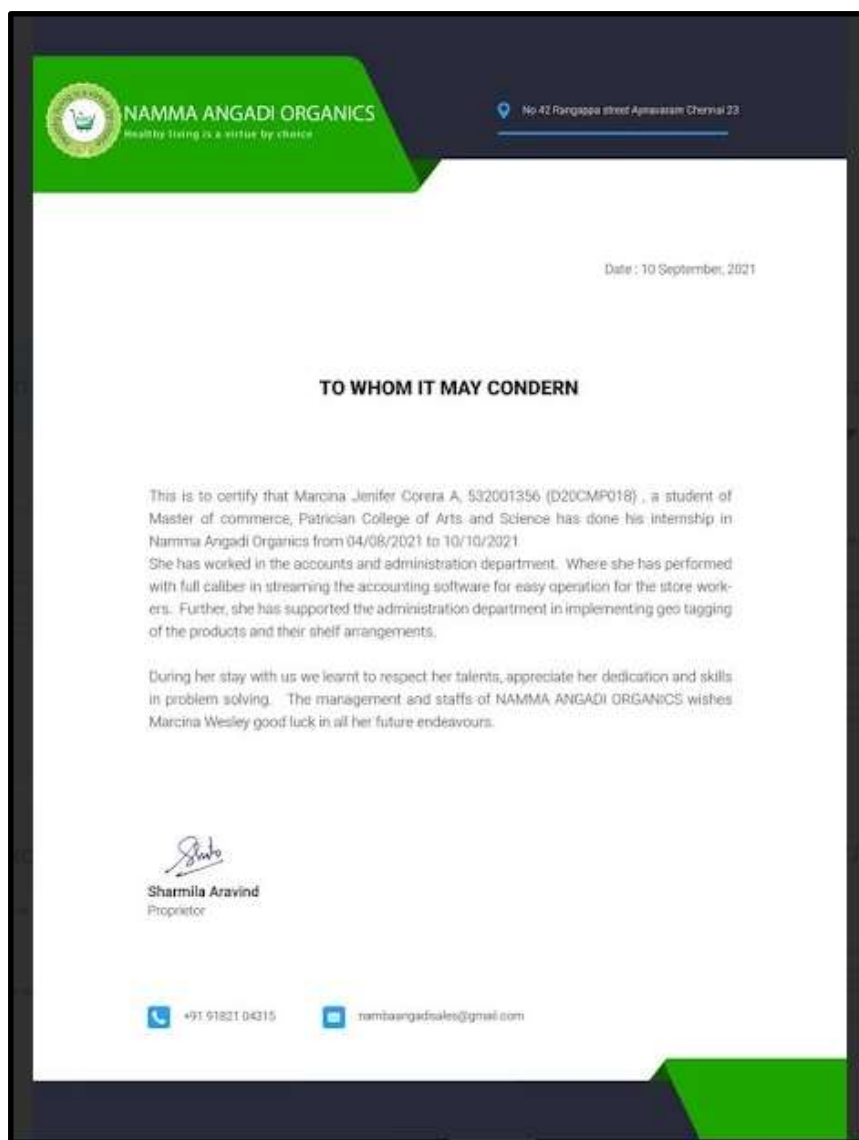 NAMMA ANGADI ORGANICS
Healthy living is a virtue by choice
No 42 Rangappa street Aynavaram Chennai 23
Date : 10 September, 2021
TO WHOM IT MAY CONDERN
This is to certify that Marcina Jenifer Corera A, 532001356 (D20CMP018) , a student of
Master of commerce, Patrician College of Arts and Science has done his internship in
Namma Angadi Organics from 04/08/2021 to 10/10/2021
She has worked in the accounts and administration department. Where she has performed
with full caliber in streaming the accounting software for easy operation for the store work-
ers. Further, she has supported the administration department in implementing geo tagging
of the products and their shelf arrangements.
During her stay with us we learnt to respect her talents, appreciate her dedication and skills
in problem solving. The management and staffs of NAMMA ANGADI ORGANICS wishes
Marcina Wesley good luck in all her future endeavours.
Sharmila Aravind
Proprietor
+91 91821 04315
nambaangadisales@gmail.com